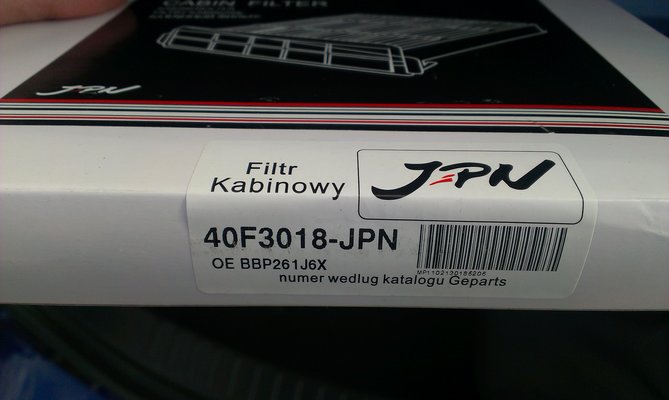 CABIN FILTER
JPN
Filtr
Kabinowy
JPN
40F3018-JPN
OE BBP261J6X
numer wedlug katalogu Geparts